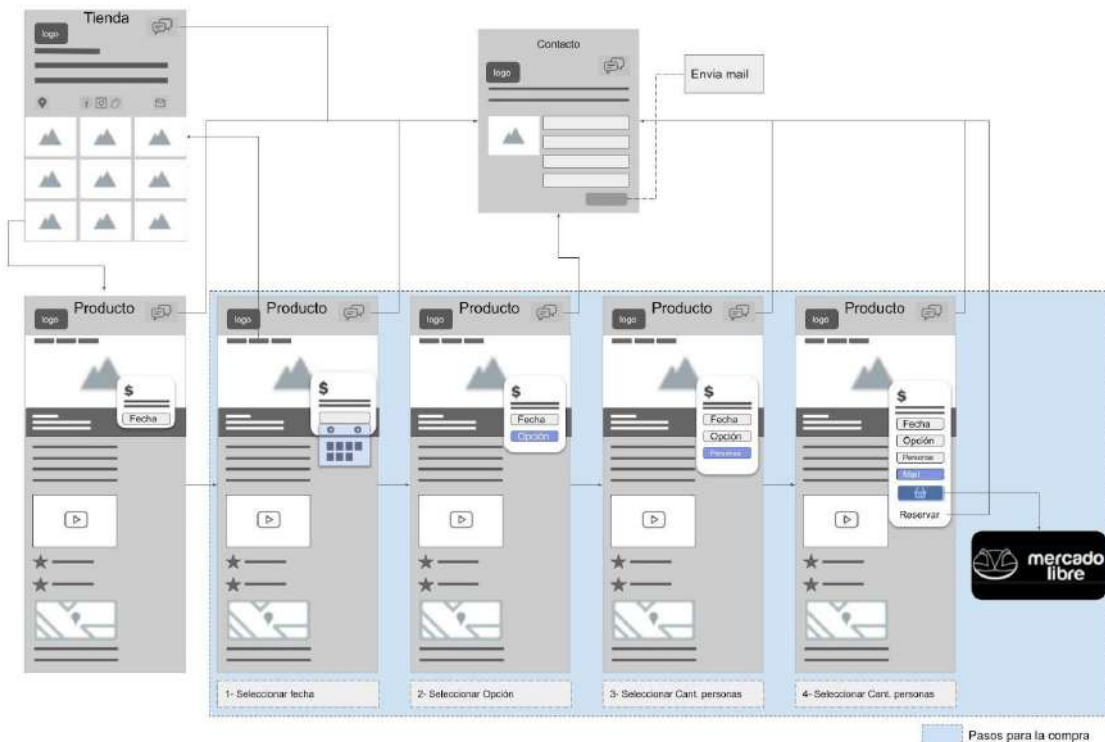 Tienda
logo
Contacto
logo
Envia mail
Producto
logo
$
Fecha
Producto
logo
$
Producto
logo
$
Fecha
Opción
Producto
logo
$
Fecha
Opción
Personas
Producto
logo
$
Fecha
Opción
Personas
Mail
Reservar
mercado
libre
1- Seleccionar fecha
2- Seleccionar Opción
3- Seleccionar Cant. personas
4- Seleccionar Cant. personas
Pasos para la compra